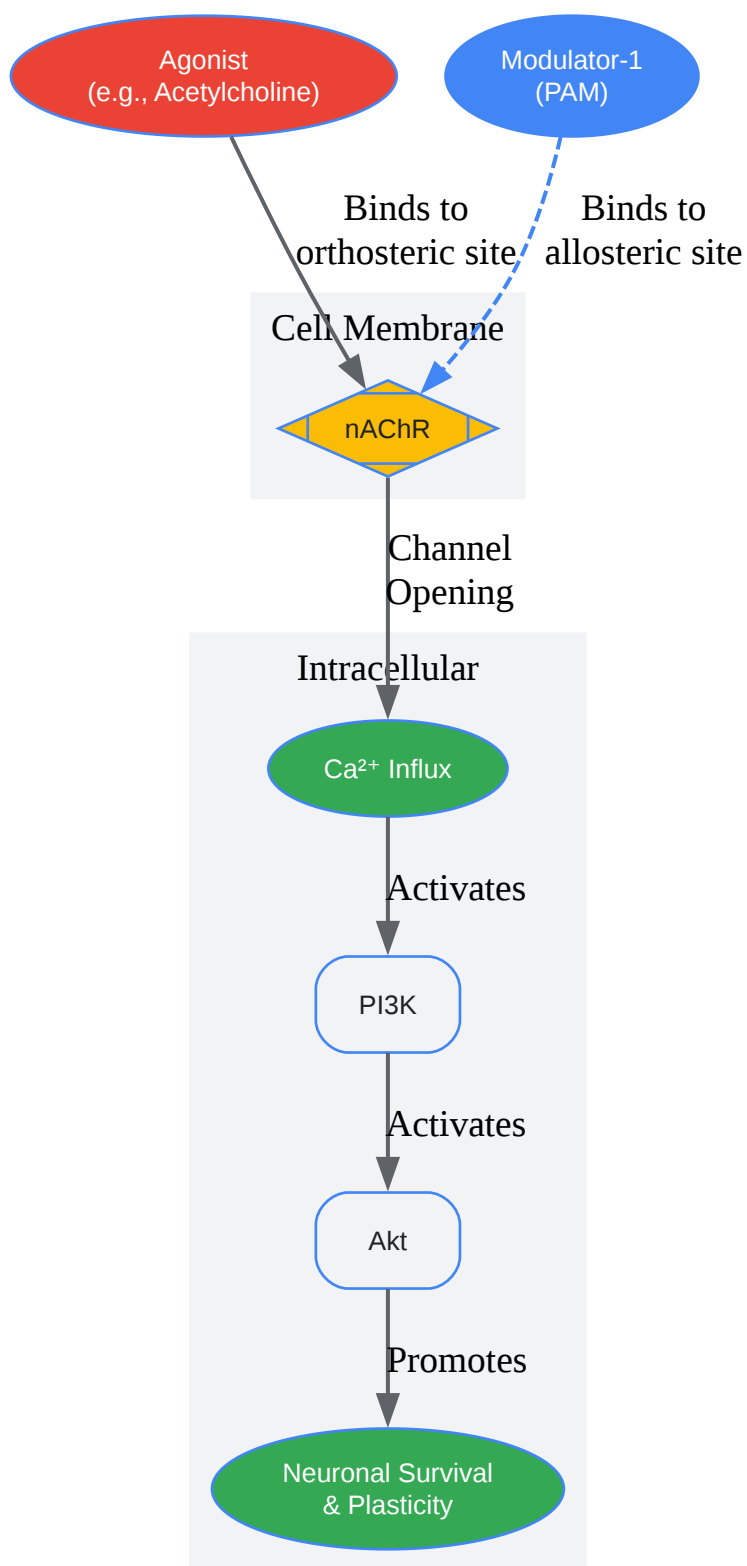 Agonist
(e.g., Acetylcholine)
Modulator-1
(PAM)
Binds to
orthosteric site
Binds to
allosteric site
Cell Membrane
nAChR
Channel
Opening
Intracellular
Ca²⁺ Influx
Activates
PI3K
Activates
Akt
Promotes
Neuronal Survival
& Plasticity